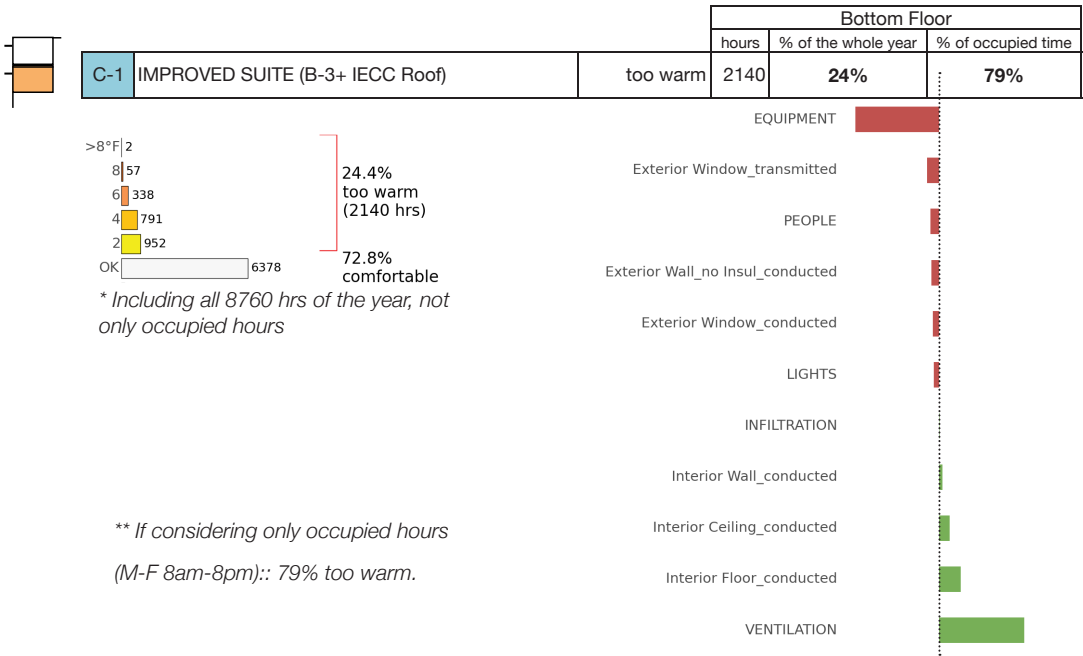 Bottom Floor
hours % of the whole year % of occupied time
C-1 IMPROVED SUITE (B-3+ IECC Roof) too warm 2140 24% 79%
>8°F 2
8 57
6 338
4 791
2 952
OK 6378
24.4%
too warm
(2140 hrs)
72.8%
comfortable
* Including all 8760 hrs of the year, not
only occupied hours
** If considering only occupied hours
(M-F 8am-8pm):: 79% too warm.
EQUIPMENT
Exterior Window_transmitted
PEOPLE
Exterior Wall_no Insul_conducted
Exterior Window_conducted
LIGHTS
INFILTRATION
Interior Wall_conducted
Interior Ceiling_conducted
Interior Floor_conducted
VENTILATION